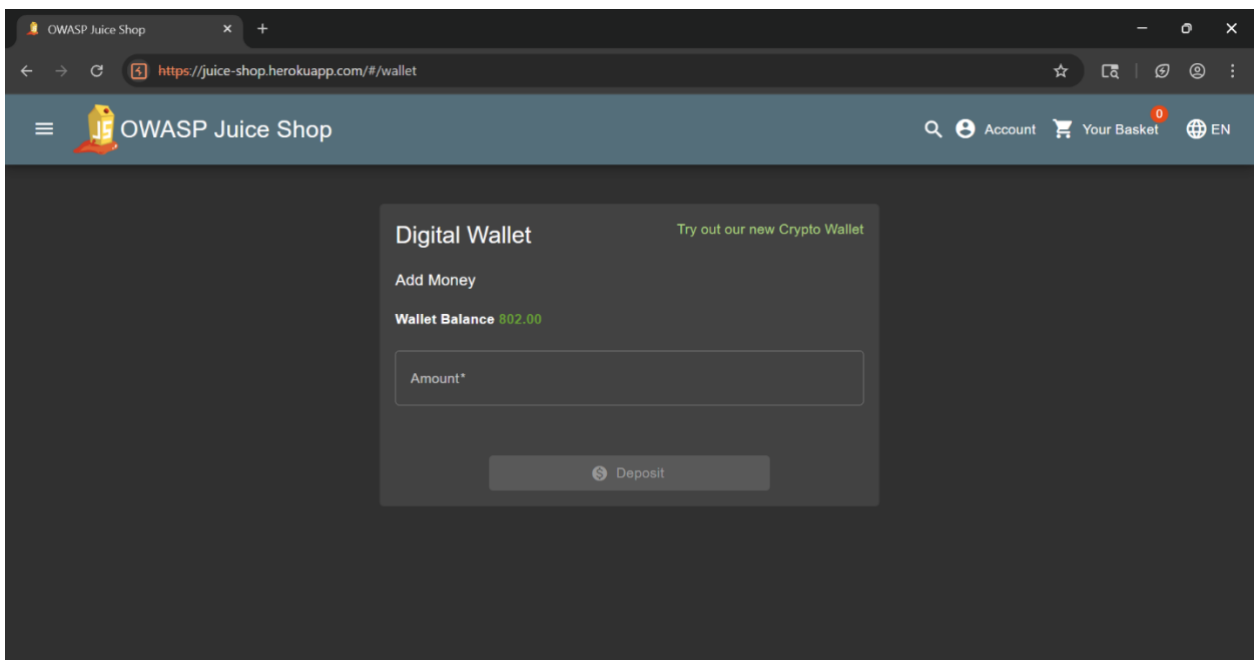 OWASP Juice Shop
https://juice-shop.herokuapp.com/#/wallet
OWASP Juice Shop
Account
0
Your Basket
EN
Digital Wallet
Try out our new Crypto Wallet
Add Money
Wallet Balance 802.00
Amount*
Deposit